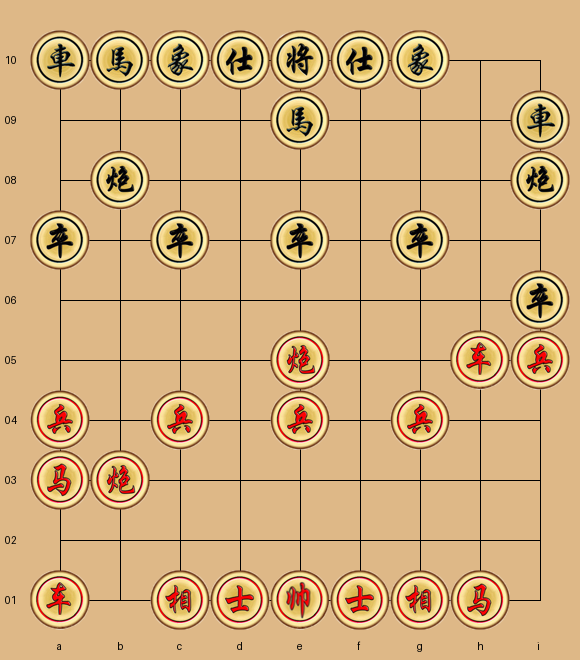 10 車 馬 象 仕 将 仕 象
09 馬 車
08 炮 炮
07 卒 卒 卒 卒
06 卒
05 炮 车 兵
04 兵 兵 兵 兵
03 马 炮
02
01 车 相 士 帅 士 相 马
a b c d e f g h i